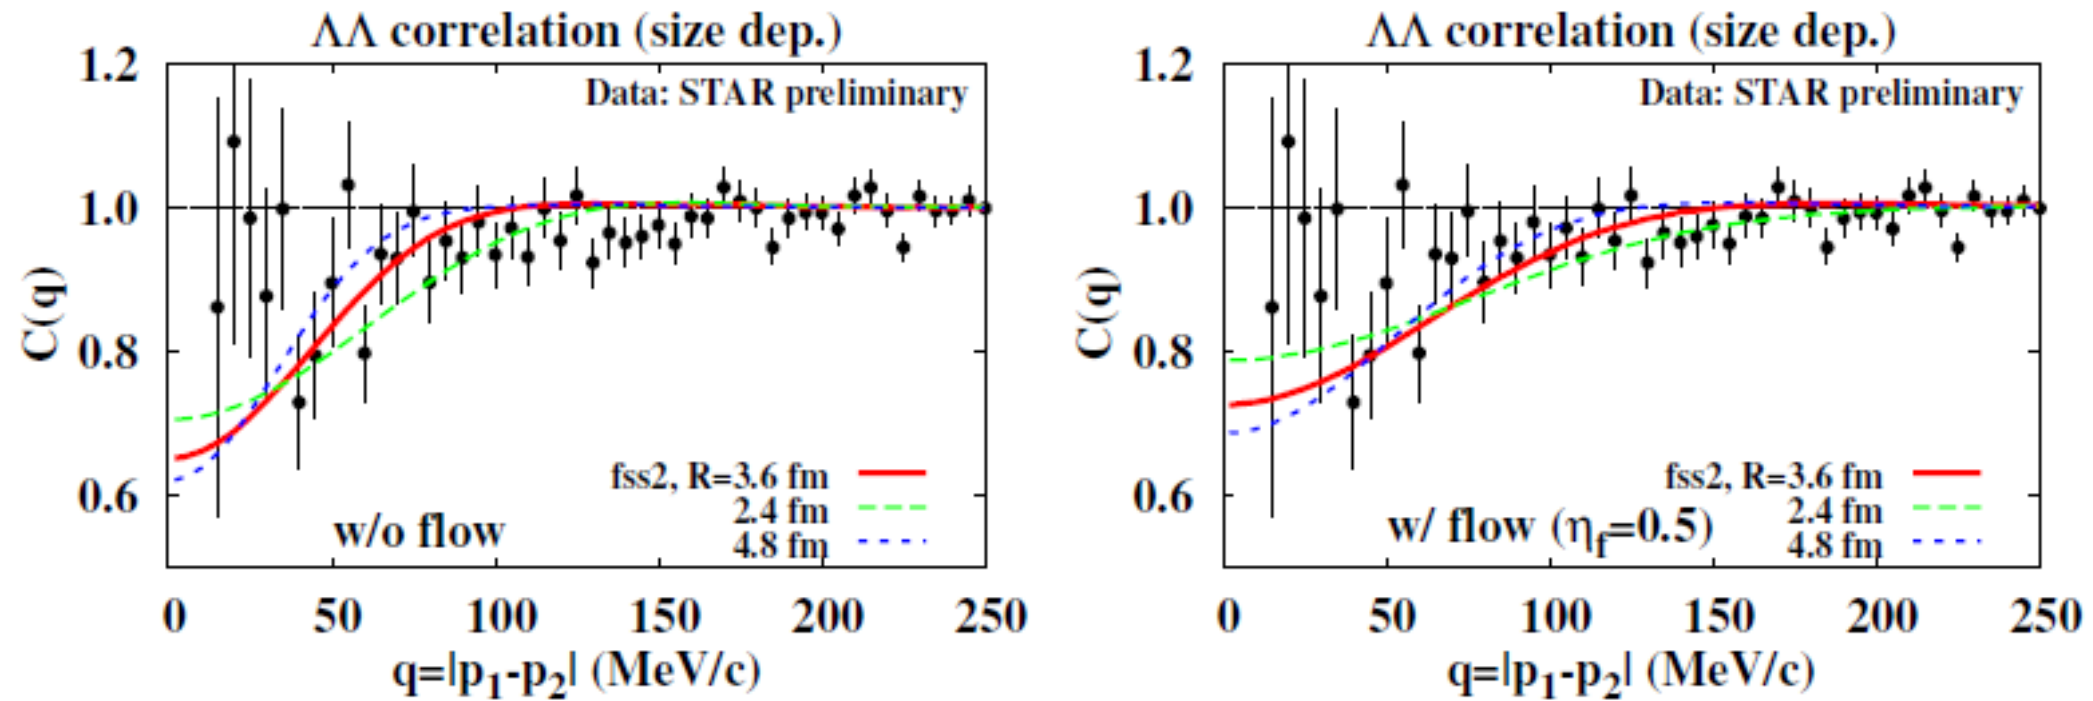 ΛΛ correlation (size dep.)
Data: STAR preliminary
1.2
1.0
0.8
0.6
C(q)
fss2, R=3.6 fm
2.4 fm
4.8 fm
w/o flow
0 50 100 150 200 250
q=|p₁-p₂| (MeV/c)
ΛΛ correlation (size dep.)
Data: STAR preliminary
1.2
1.0
0.8
0.6
C(q)
fss2, R=3.6 fm
2.4 fm
4.8 fm
w/ flow (η_f=0.5)
0 50 100 150 200 250
q=|p₁-p₂| (MeV/c)